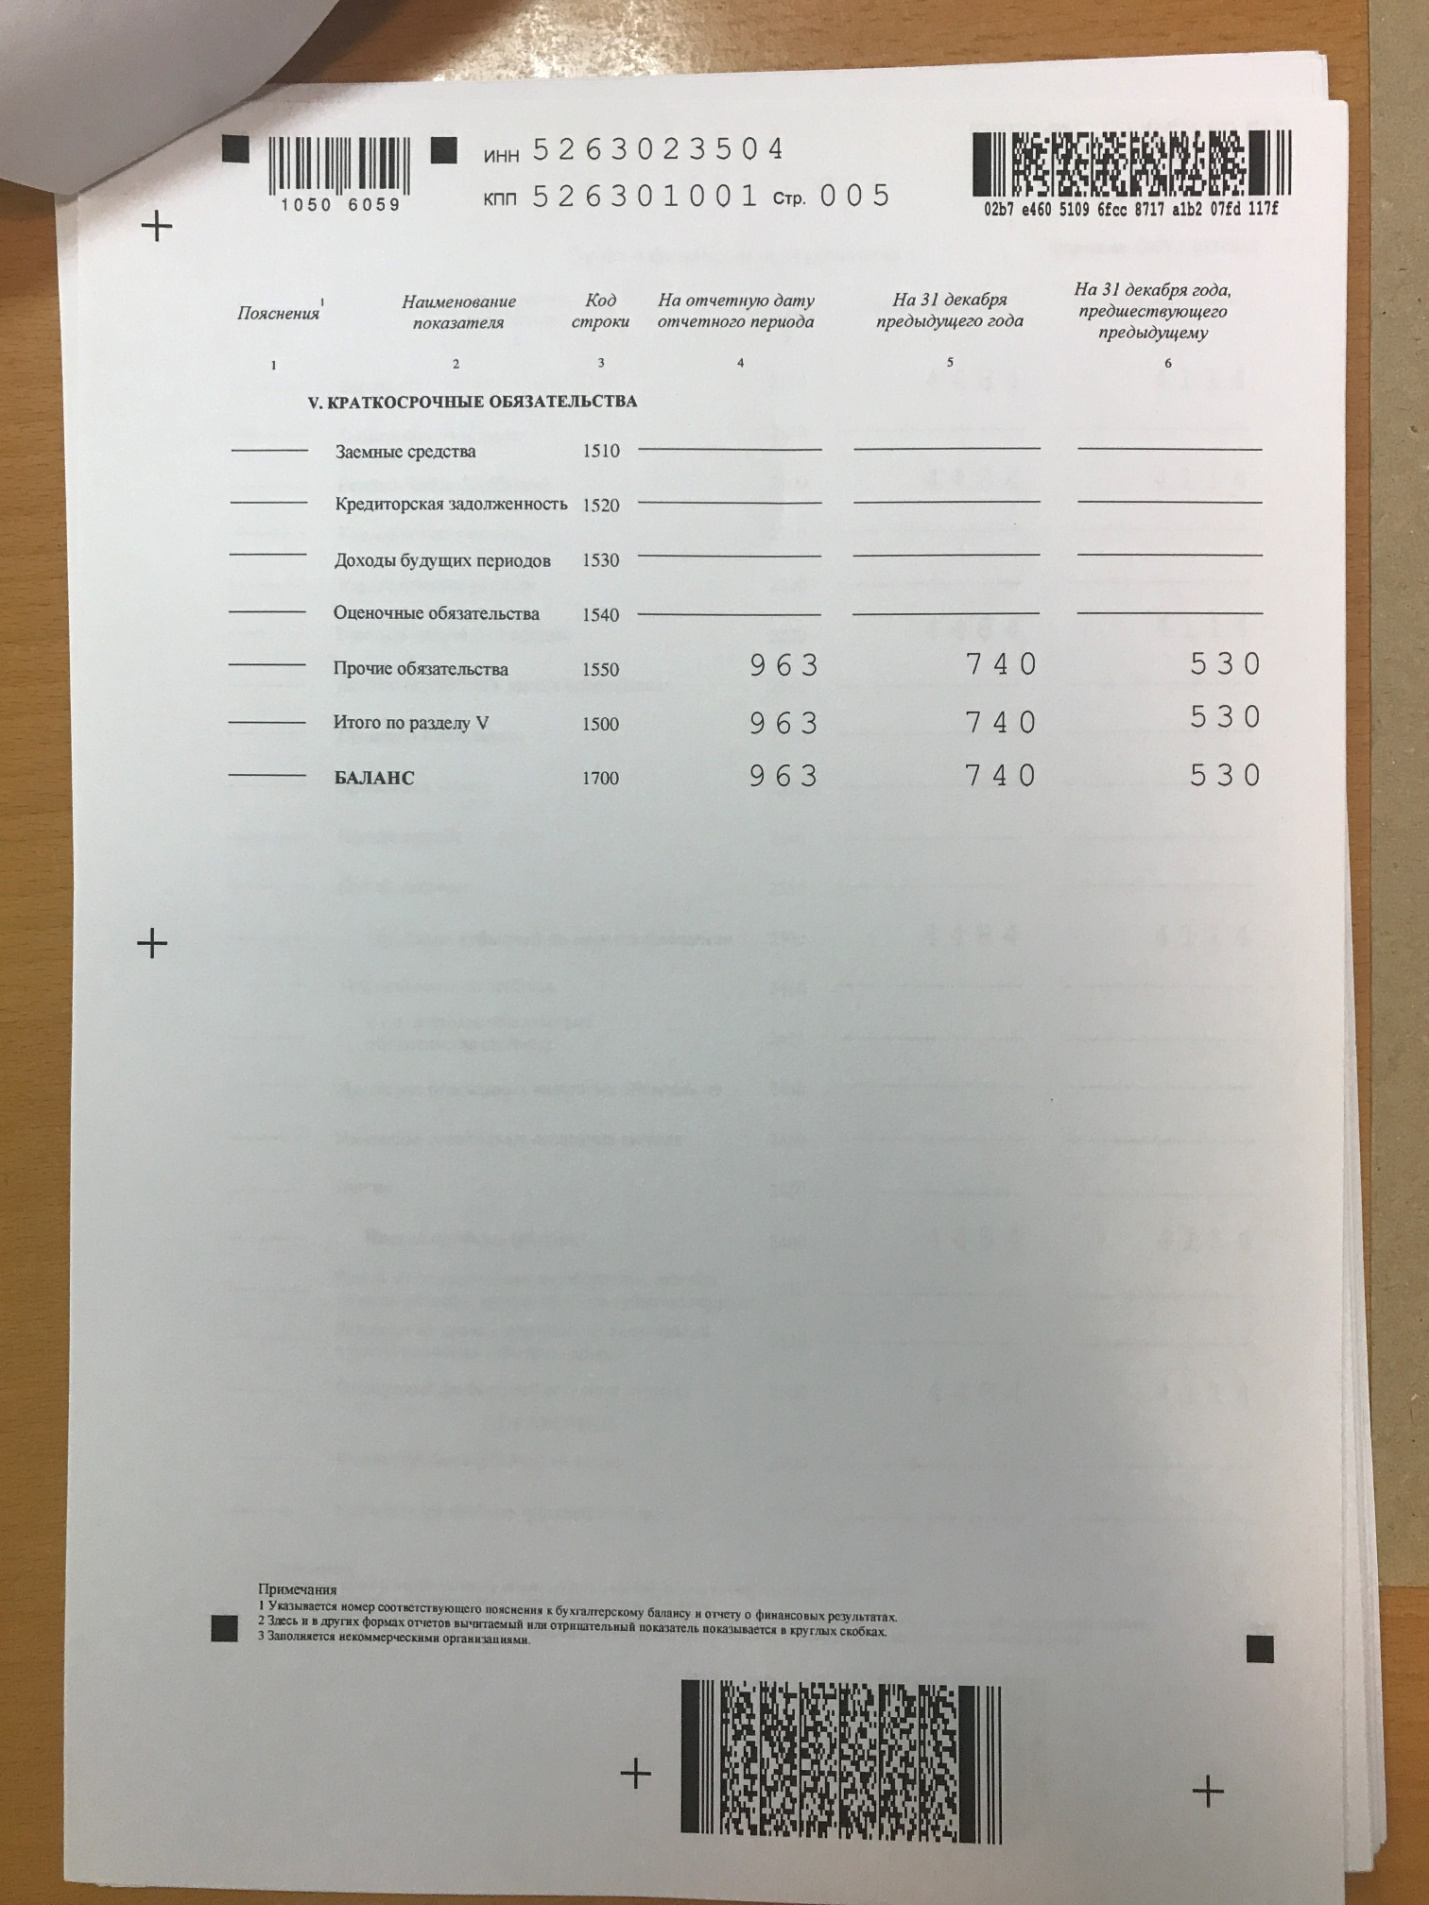 1050 6059
ИНН 5263023504
КПП 526301001 Стр. 005
02b7 e460 5109 6fcc 8717 a1b2 07fd 117f
Пояснения 1
Наименование показателя
Код строки
На отчетную дату отчетного периода
На 31 декабря предыдущего года
На 31 декабря года, предшествующего предыдущему
1 2 3 4 5 6
V. КРАТКОСРОЧНЫЕ ОБЯЗАТЕЛЬСТВА
Заемные средства 1510
Кредиторская задолженность 1520
Доходы будущих периодов 1530
Оценочные обязательства 1540
Прочие обязательства 1550 963 740 530
Итого по разделу V 1500 963 740 530
БАЛАНС 1700 963 740 530
Примечания
1 Указывается номер соответствующего пояснения к бухгалтерскому балансу и отчету о финансовых результатах.
2 Здесь и в других формах отчетов вычитаемый или отрицательный показатель показывается в круглых скобках.
3 Заполняется некоммерческими организациями.